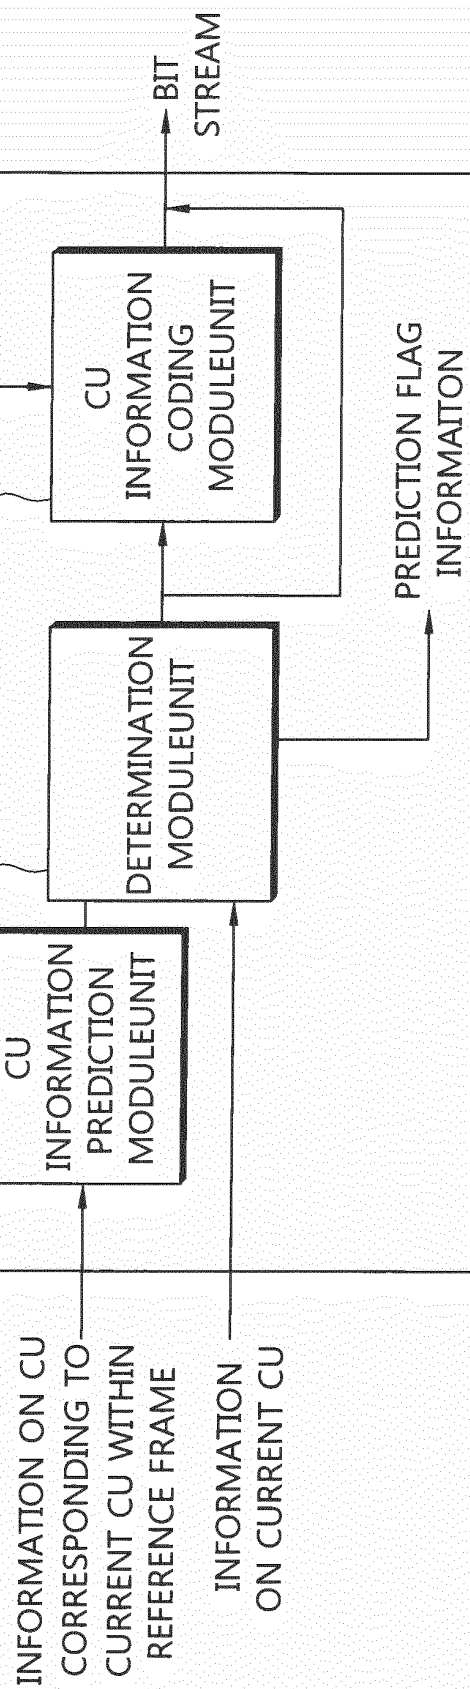 INFORMATION ON CU
CORRESPONDING TO
CURRENT CU WITHIN
REFERENCE FRAME
INFORMATION
ON CURRENT CU
CU
INFORMATION
PREDICTION
MODULEUNIT
DETERMINATION
MODULEUNIT
CU
INFORMATION
CODING
MODULEUNIT
PREDICTION FLAG
INFORMAITON
BIT
STREAM